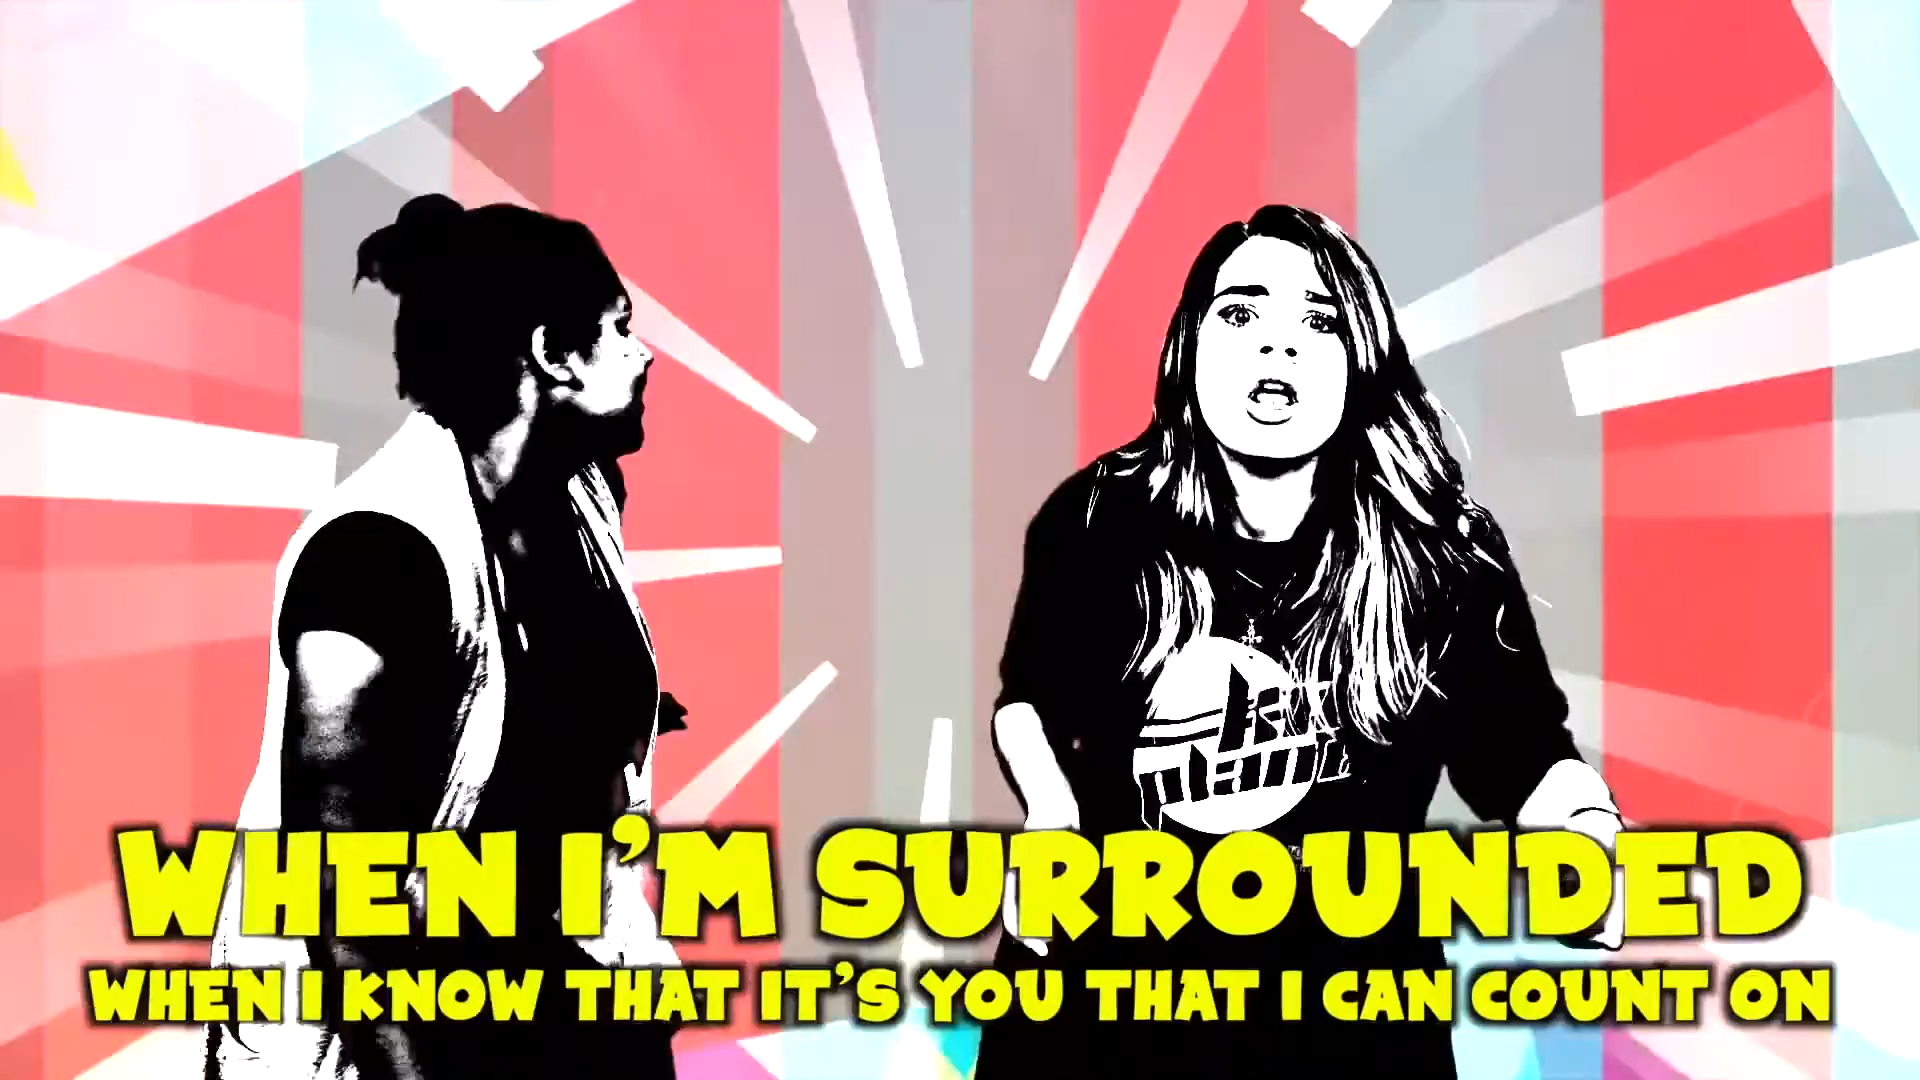 WHEN I'M SURROUNDED
WHEN I KNOW THAT IT'S YOU THAT I CAN COUNT ON